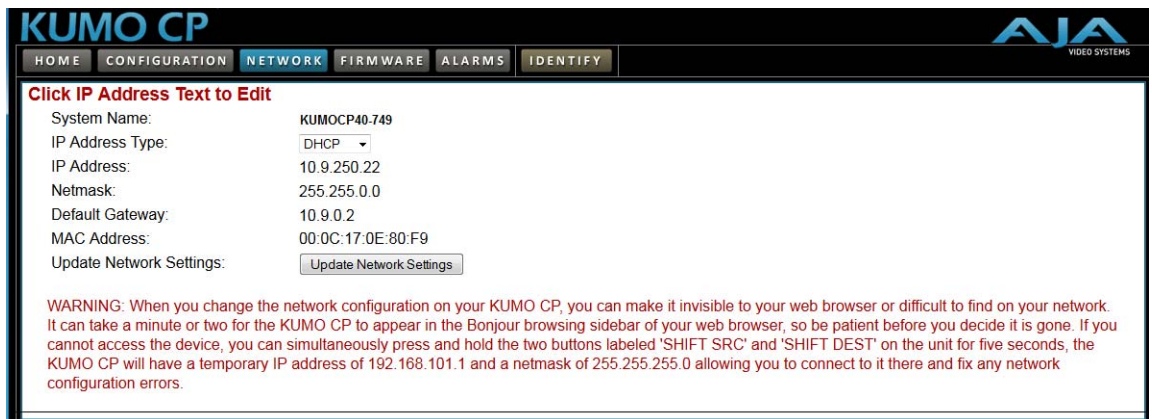 KUMO CP
AJA
VIDEO SYSTEMS
HOME CONFIGURATION NETWORK FIRMWARE ALARMS IDENTIFY
Click IP Address Text to Edit
System Name: KUMOCP40-749
IP Address Type: DHCP
IP Address: 10.9.250.22
Netmask: 255.255.0.0
Default Gateway: 10.9.0.2
MAC Address: 00:0C:17:0E:80:F9
Update Network Settings: Update Network Settings
WARNING: When you change the network configuration on your KUMO CP, you can make it invisible to your web browser or difficult to find on your network.
It can take a minute or two for the KUMO CP to appear in the Bonjour browsing sidebar of your web browser, so be patient before you decide it is gone. If you
cannot access the device, you can simultaneously press and hold the two buttons labeled 'SHIFT SRC' and 'SHIFT DEST' on the unit for five seconds, the
KUMO CP will have a temporary IP address of 192.168.101.1 and a netmask of 255.255.255.0 allowing you to connect to it there and fix any network
configuration errors.